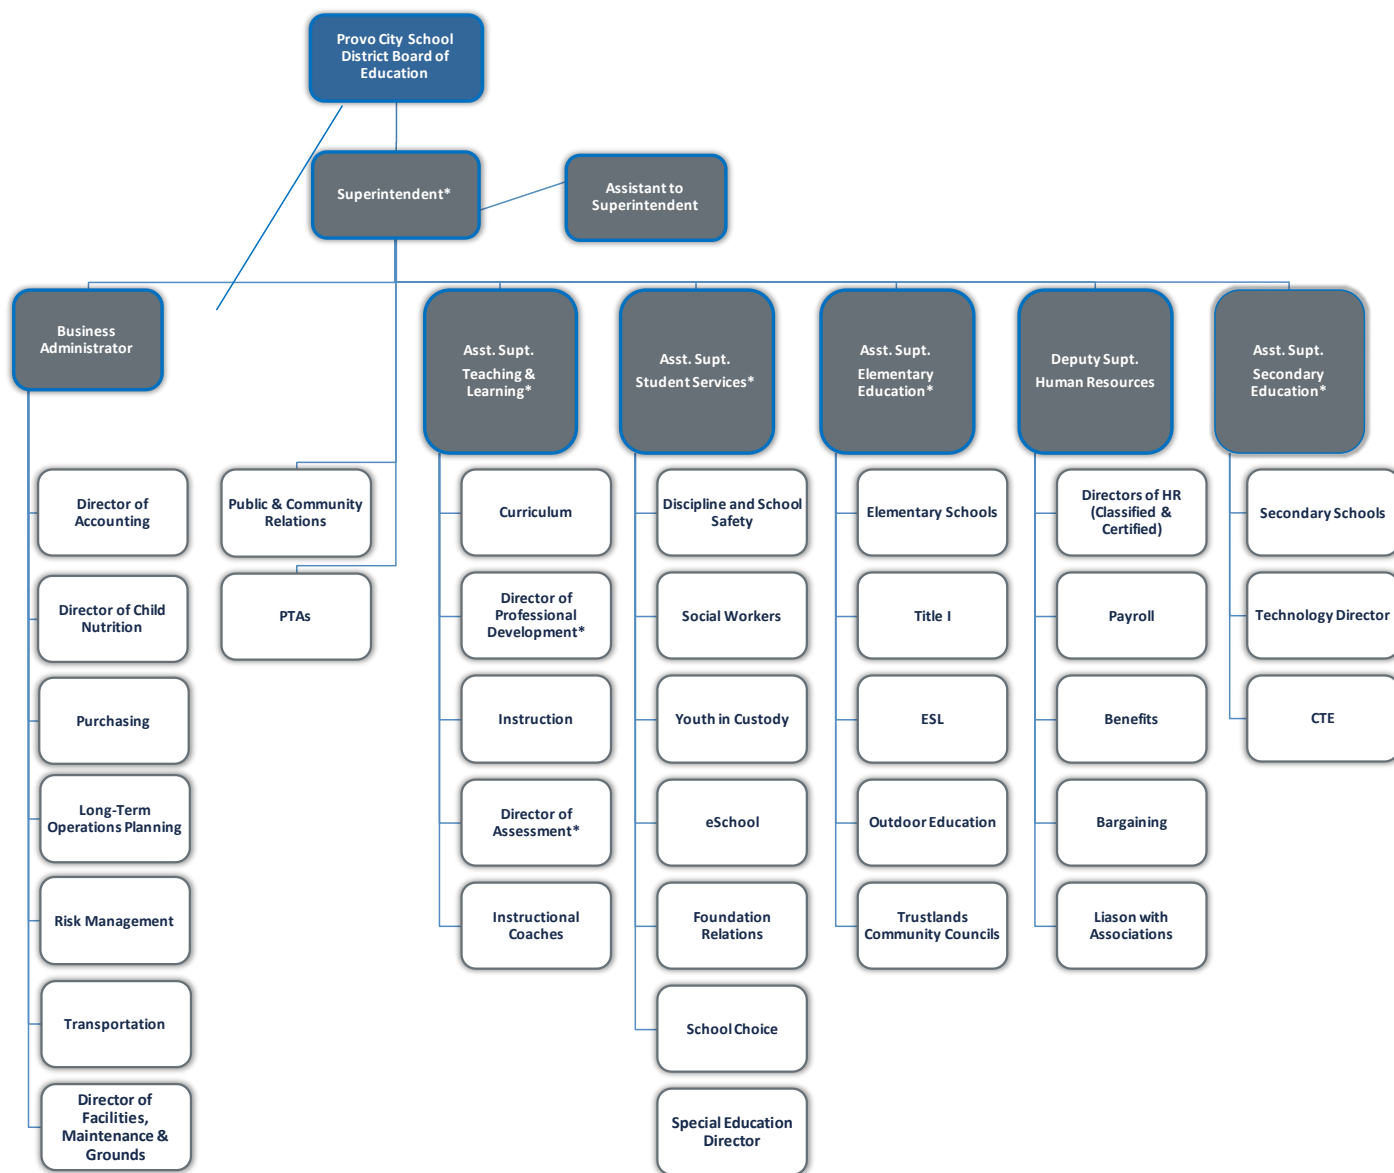 Provo City School
District Board of
Education
Superintendent*
Assistant to
Superintendent
Business
Administrator
Asst. Supt.
Teaching &
Learning*
Asst. Supt.
Student Services*
Asst. Supt.
Elementary
Education*
Deputy Supt.
Human Resources
Asst. Supt.
Secondary
Education*
Director of
Accounting
Director of Child
Nutrition
Purchasing
Long-Term
Operations Planning
Risk Management
Transportation
Director of
Facilities,
Maintenance &
Grounds
Public & Community
Relations
PTAs
Curriculum
Director of
Professional
Development*
Instruction
Director of
Assessment*
Instructional
Coaches
Discipline and School
Safety
Social Workers
Youth in Custody
eSchool
Foundation
Relations
School Choice
Special Education
Director
Elementary Schools
Title I
ESL
Outdoor Education
Trustlands
Community Councils
Directors of HR
(Classified &
Certified)
Payroll
Benefits
Bargaining
Liason with
Associations
Secondary Schools
Technology Director
CTE